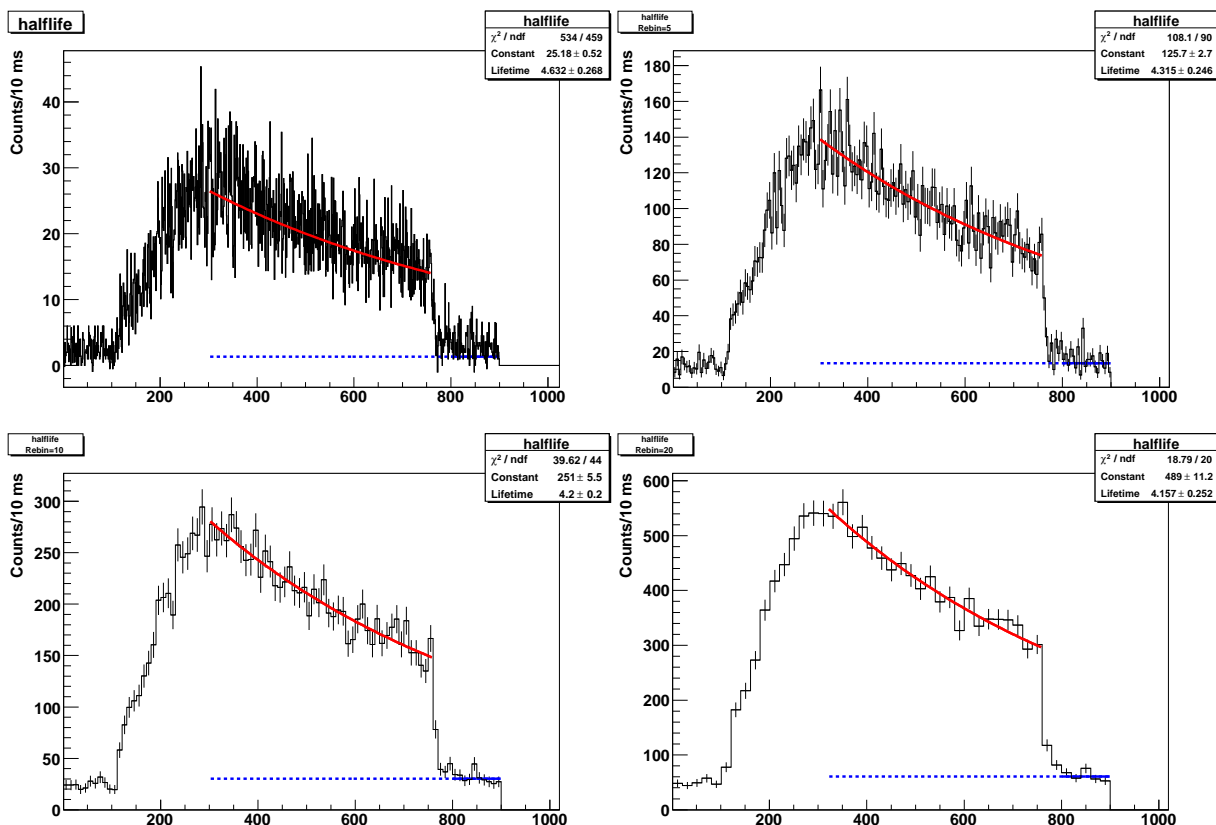 halflife
halflife
χ² / ndf 534 / 459
Constant 25.18 ± 0.52
Lifetime 4.632 ± 0.268
Counts/10 ms
40
30
20
10
0
200 400 600 800 1000
halflife
Rebin=5
halflife
χ² / ndf 108.1 / 90
Constant 125.7 ± 2.7
Lifetime 4.315 ± 0.246
Counts/10 ms
180
160
140
120
100
80
60
40
20
0
200 400 600 800 1000
halflife
Rebin=10
halflife
χ² / ndf 39.62 / 44
Constant 251 ± 5.5
Lifetime 4.2 ± 0.2
Counts/10 ms
300
250
200
150
100
50
0
200 400 600 800 1000
halflife
Rebin=20
halflife
χ² / ndf 18.79 / 20
Constant 489 ± 11.2
Lifetime 4.157 ± 0.252
Counts/10 ms
600
500
400
300
200
100
0
200 400 600 800 1000